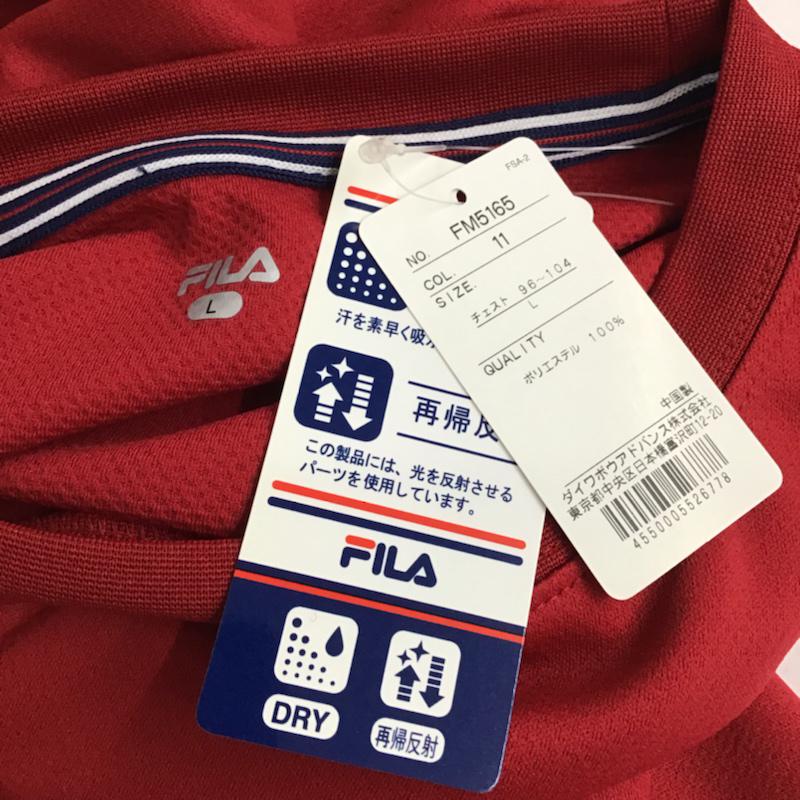 FILA
L
汗を素早く吸
再帰反
この製品には、光を反射させる
パーツを使用しています。
FILA
DRY
再帰反射
FSA-2
NO. FM5165
COL. 11
SIZE.
チェスト 96～104
L
QUALITY
ポリエステル 100%
中国製
ダイワボウアドバンス株式会社
東京都中央区日本橋富沢町12-20
4550005526778